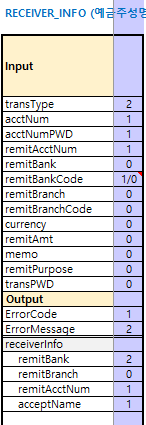 RECEIVER_INFO (예금주성명
Input
transType 2
acctNum 1
acctNumPWD 1
remitAcctNum 1
remitBank 0
remitBankCode 1/0
remitBranch 0
remitBranchCode 0
currency 0
remitAmt 0
memo 0
remitPurpose 0
transPWD 0
Output
ErrorCode 1
ErrorMessaqe 2
receiverInfo
remitBank 2
remitBranch 0
remitAcctNum 1
acceptName 1